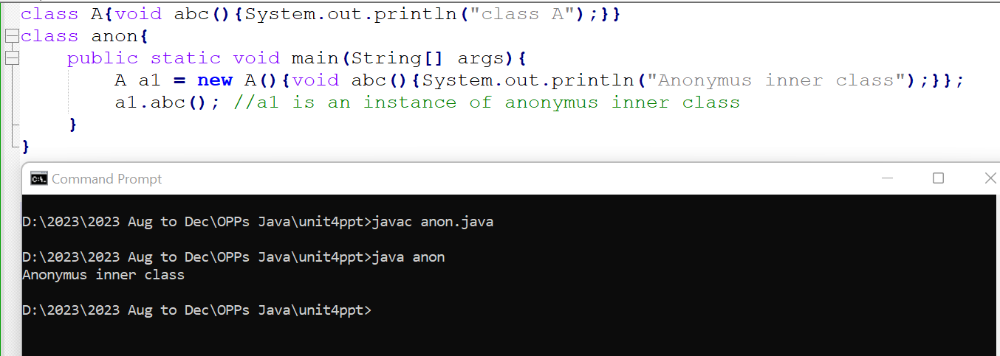 class A{void abc(){System.out.println("class A");}}
class anon{
public static void main(String[] args){
A a1 = new A(){void abc(){System.out.println("Anonymus inner class");}};
a1.abc(); //a1 is an instance of anonymus inner class
}
}
Command Prompt
D:\2023\2023 Aug to Dec\OPPs Java\unit4ppt>javac anon.java
D:\2023\2023 Aug to Dec\OPPs Java\unit4ppt>java anon
Anonymus inner class
D:\2023\2023 Aug to Dec\OPPs Java\unit4ppt>